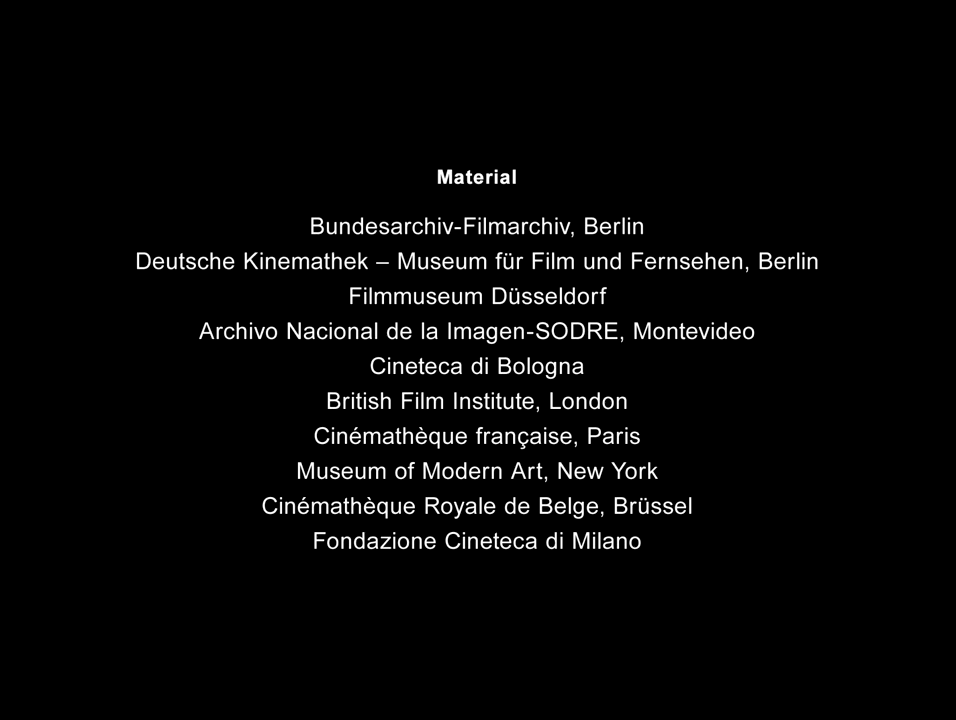 Material
Bundesarchiv-Filmarchiv, Berlin
Deutsche Kinemathek – Museum für Film und Fernsehen, Berlin
Filmmuseum Düsseldorf
Archivo Nacional de la Imagen-SODRE, Montevideo
Cineteca di Bologna
British Film Institute, London
Cinémathèque française, Paris
Museum of Modern Art, New York
Cinémathèque Royale de Belge, Brüssel
Fondazione Cineteca di Milano